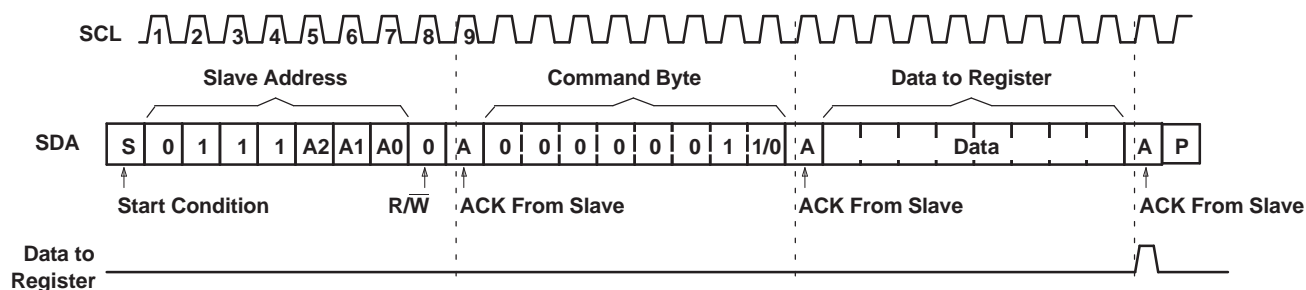 SCL 1 2 3 4 5 6 7 8 9
Slave Address Command Byte Data to Register
SDA S 0 1 1 1 A2 A1 A0 0 A 0 0 0 0 0 0 1 1/0 A Data A P
Start Condition R/W̅ ACK From Slave ACK From Slave ACK From Slave
Data to
Register